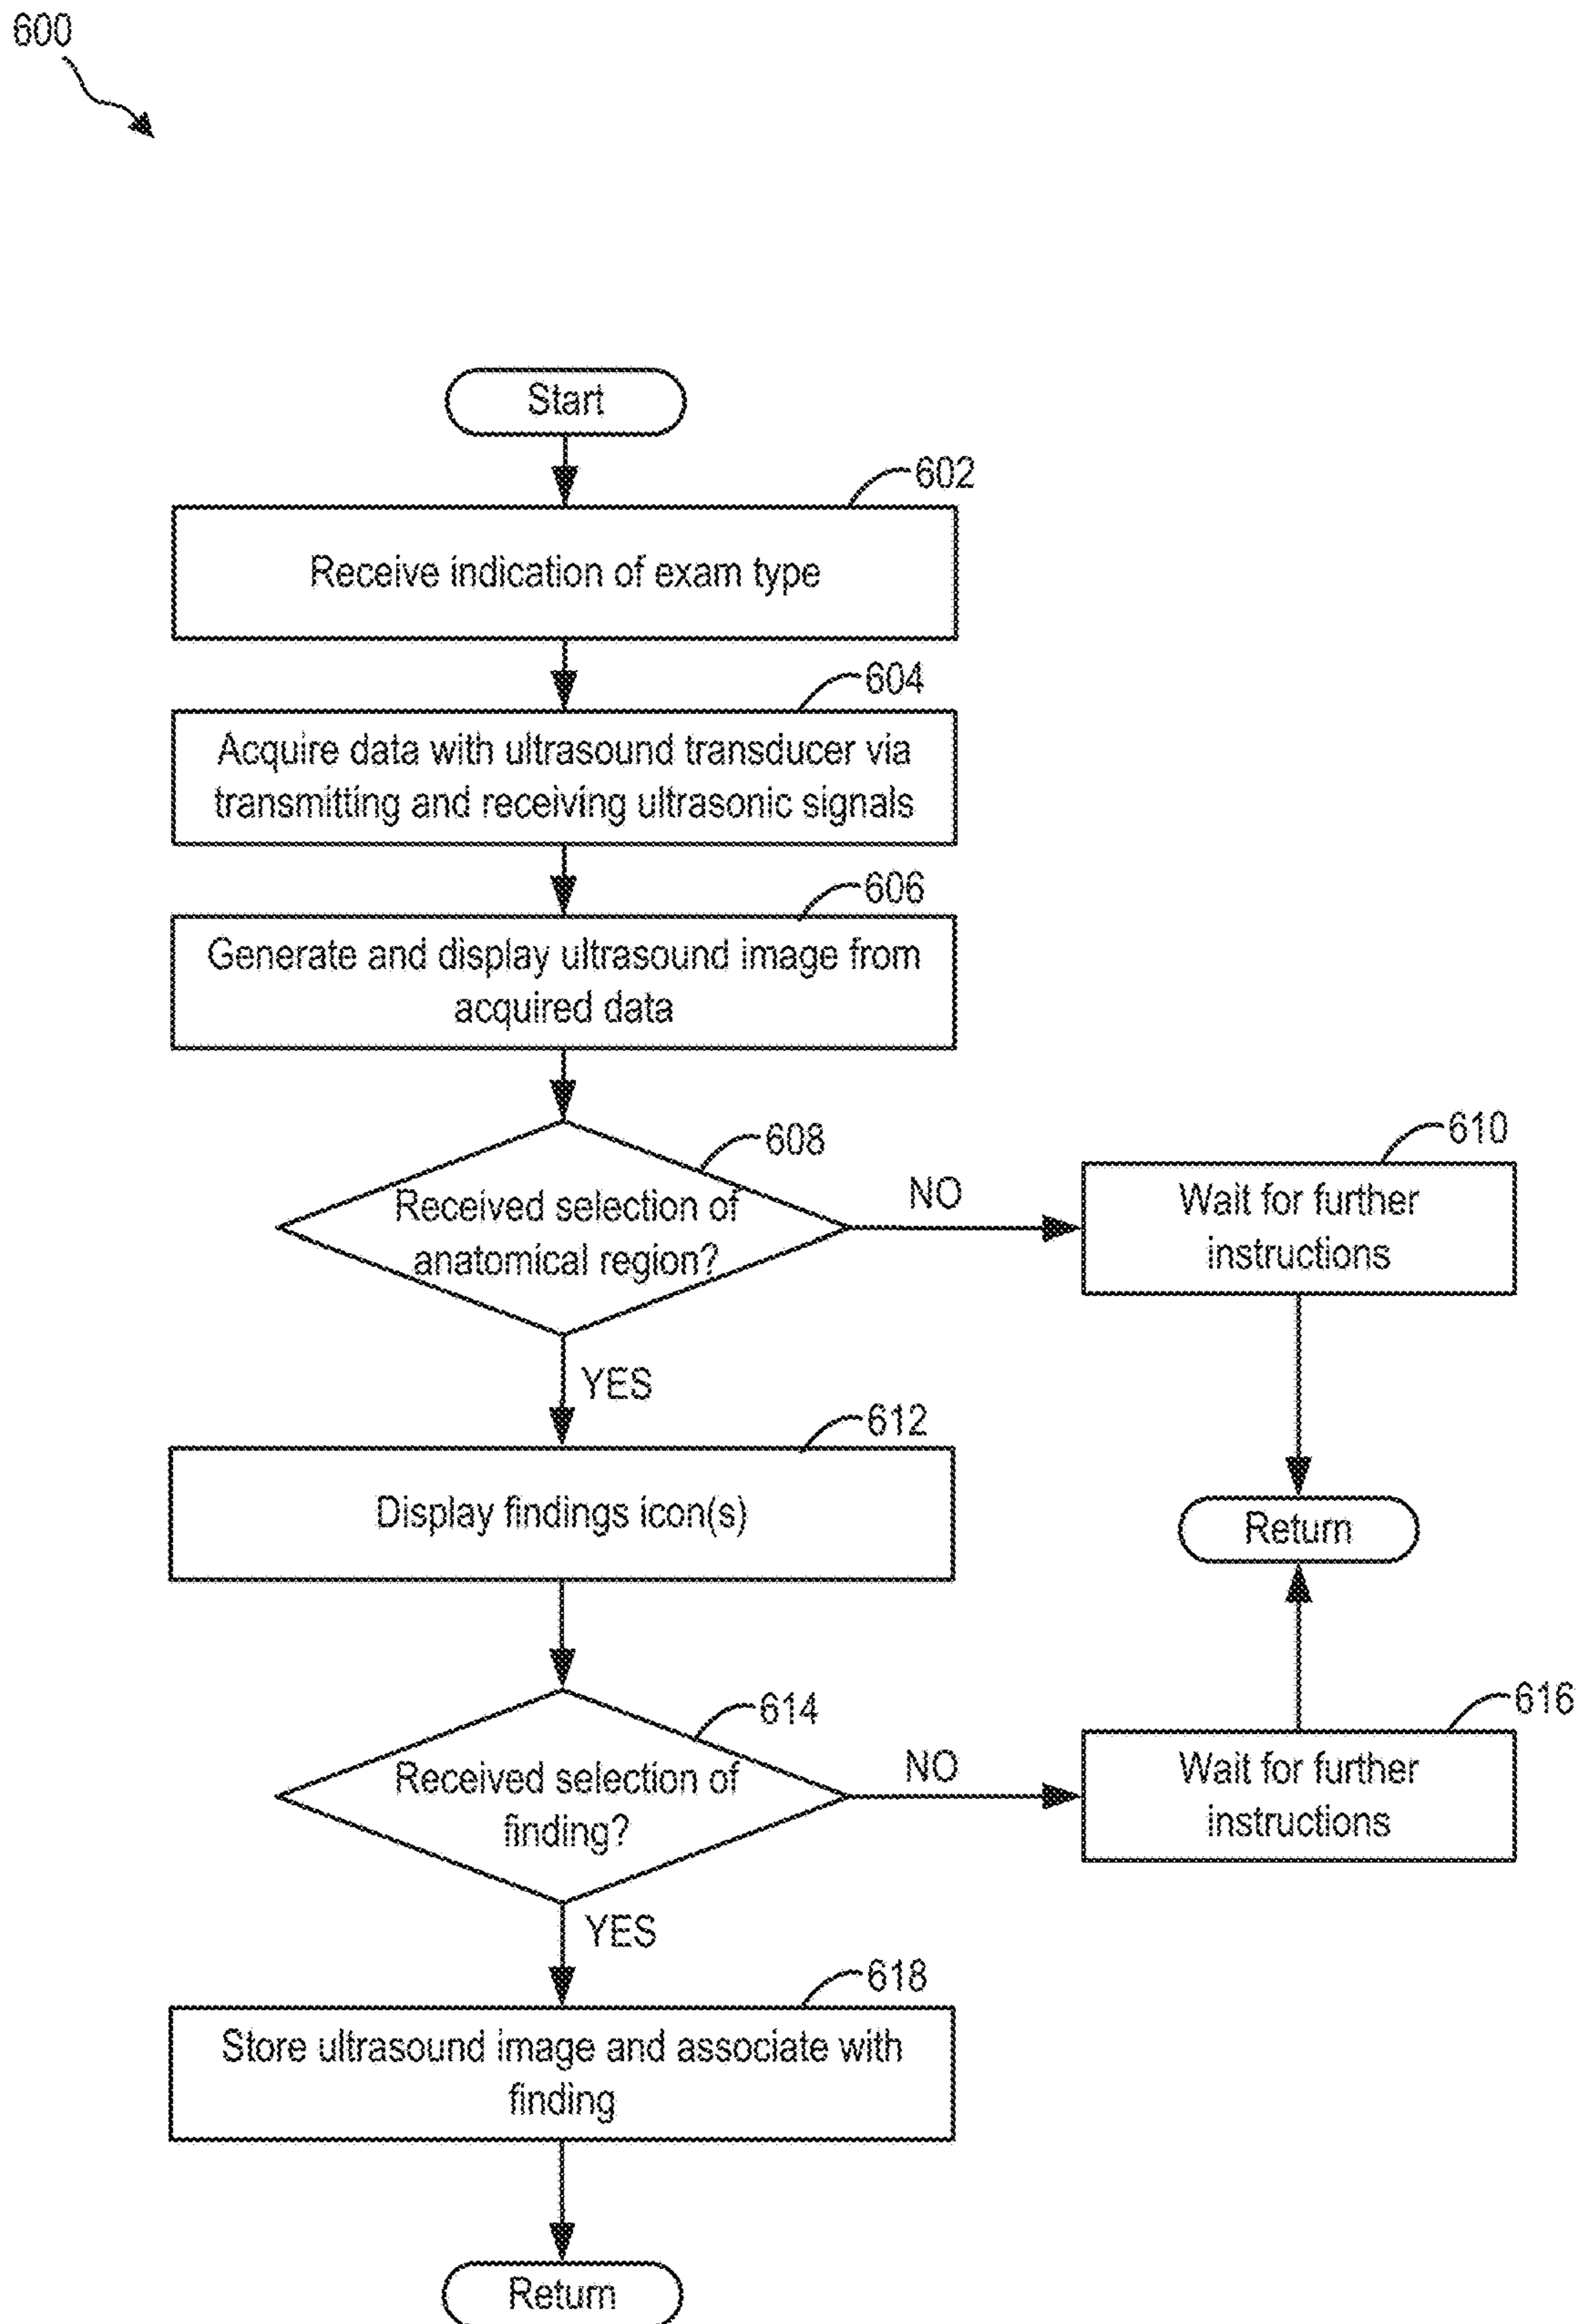 600
Start
602
Receive indication of exam type
604
Acquire data with ultrasound transducer via
transmitting and receiving ultrasonic signals
606
Generate and display ultrasound image from
acquired data
608
Received selection of
anatomical region?
NO
610
Wait for further
instructions
YES
612
Display findings icon(s)
Return
614
Received selection of
finding?
NO
616
Wait for further
instructions
YES
618
Store ultrasound image and associate with
finding
Return